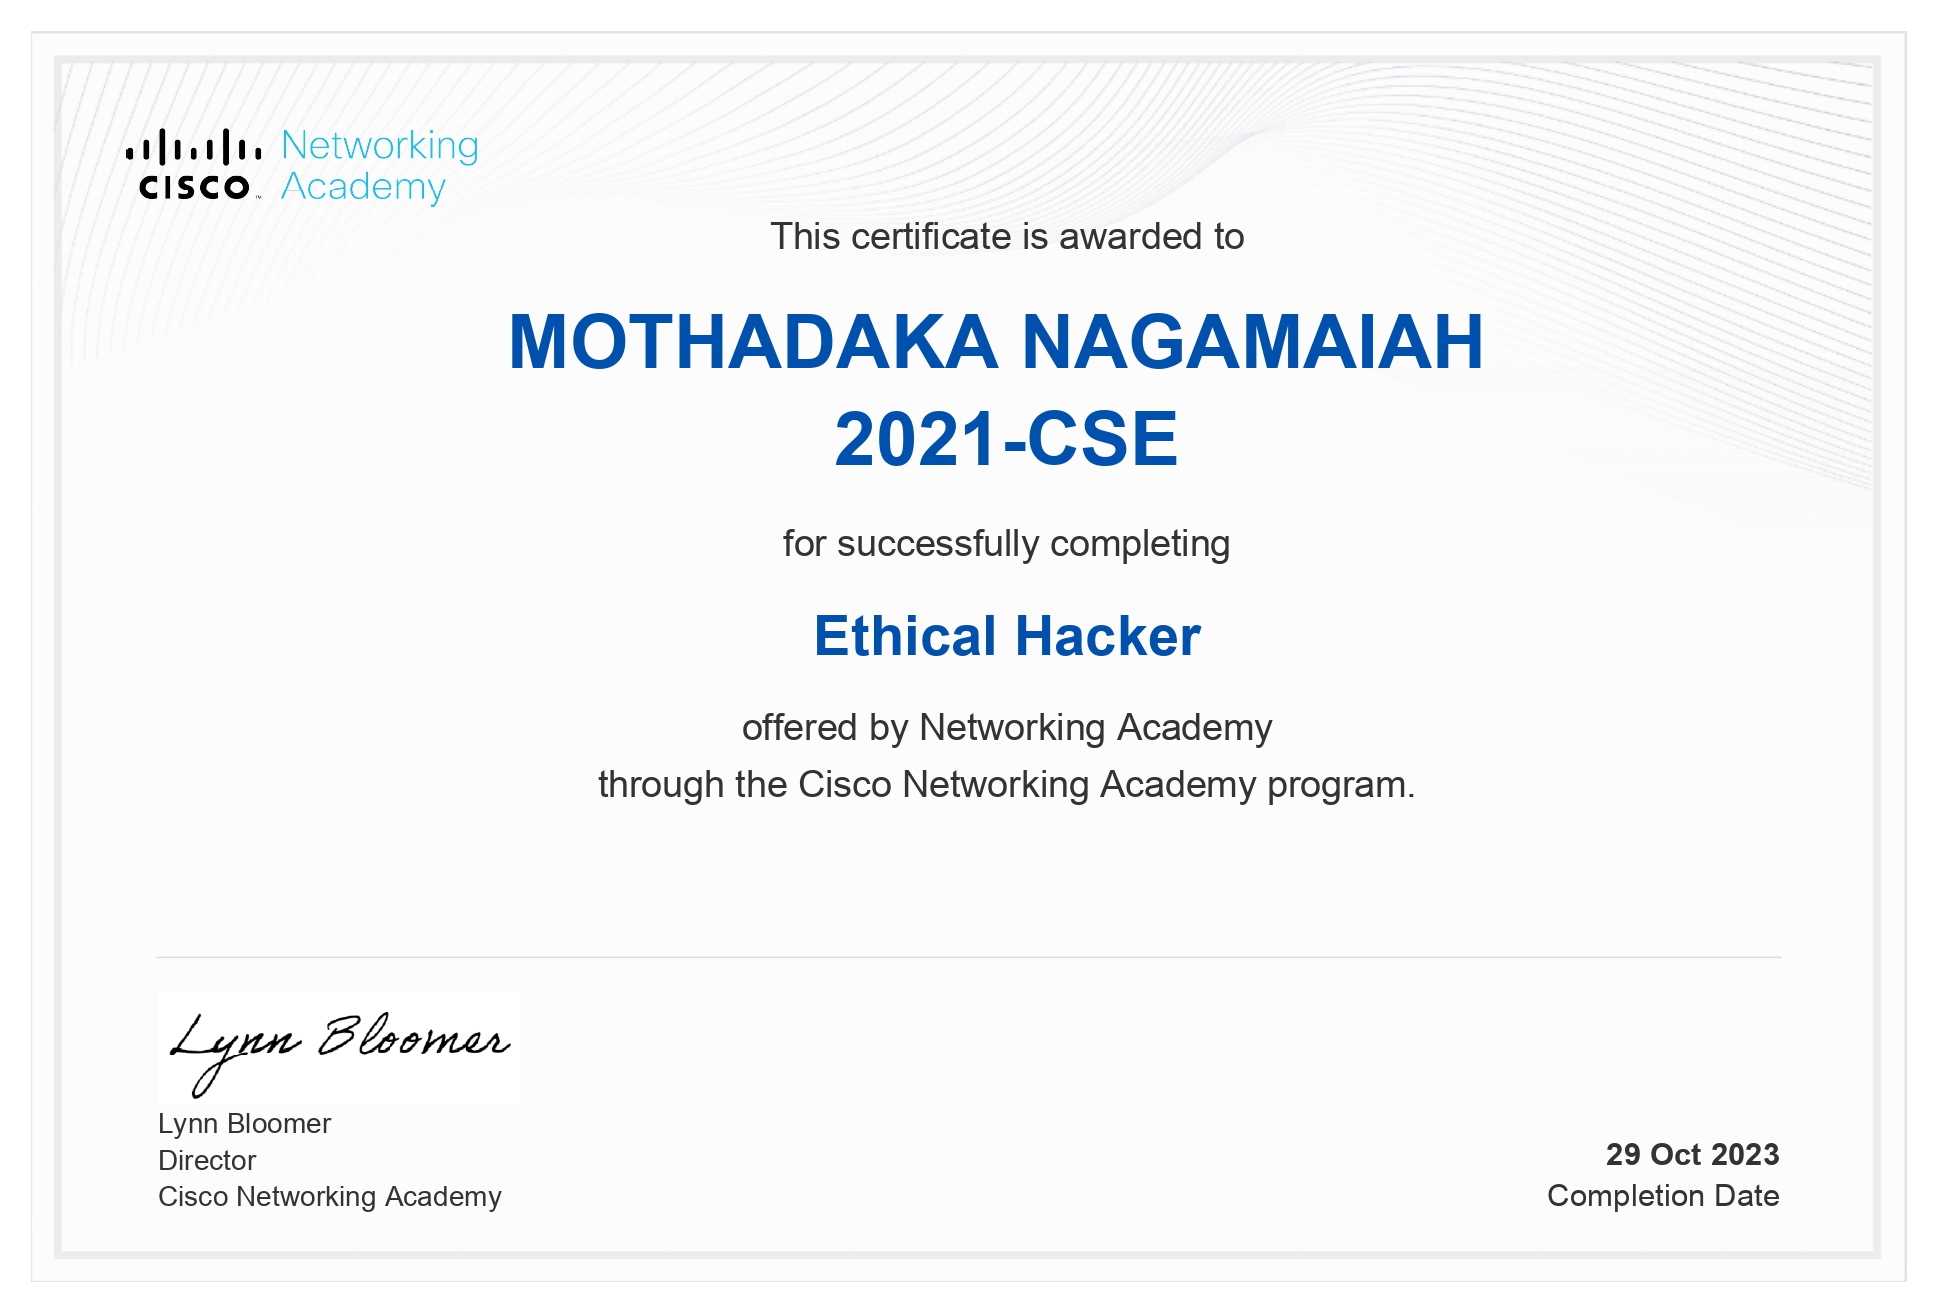 Networking
Academy
CISCO™
This certificate is awarded to
MOTHADAKA NAGAMAIAH
2021-CSE
for successfully completing
Ethical Hacker
offered by Networking Academy
through the Cisco Networking Academy program.
Lynn Bloomer
Lynn Bloomer
Director
Cisco Networking Academy
29 Oct 2023
Completion Date